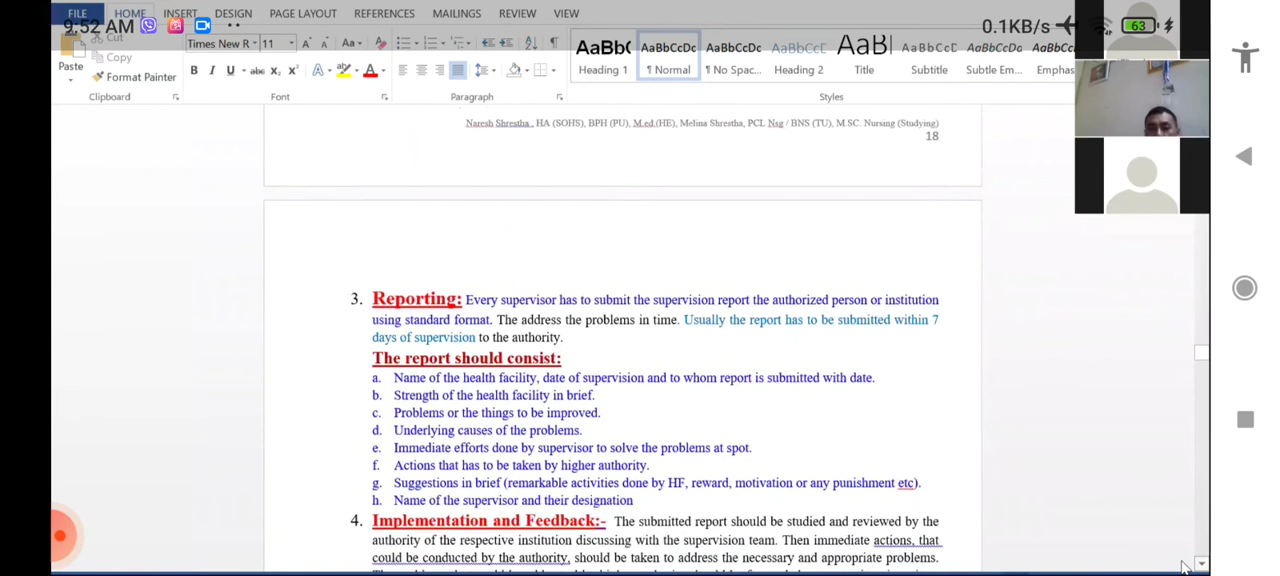 FILE HOME INSERT DESIGN PAGE LAYOUT REFERENCES MAILINGS REVIEW VIEW
9:52 AM 0.1KB/s 63
Cut
Copy
Paste Format Painter
Times New R 11
Aa
B I U abc X₂ X² A ab A
AaBbC AaBbCcDc AaBbCcDc AaBbCcE AaB AaBbCcD AaBbCcDc AaBbCc
Heading 1 ¶ Normal ¶ No Spac... Heading 2 Title Subtitle Subtle Em... Emphas
Clipboard Font Paragraph Styles
Naresh Shrestha , HA (SOHS), BPH (PU), M.ed.(HE), Melina Shrestha, PCL Nsg / BNS (TU), M.SC. Nursing (Studying)
18
3. Reporting: Every supervisor has to submit the supervision report the authorized person or institution
using standard format. The address the problems in time. Usually the report has to be submitted within 7
days of supervision to the authority.
The report should consist:
a. Name of the health facility, date of supervision and to whom report is submitted with date.
b. Strength of the health facility in brief.
c. Problems or the things to be improved.
d. Underlying causes of the problems.
e. Immediate efforts done by supervisor to solve the problems at spot.
f. Actions that has to be taken by higher authority.
g. Suggestions in brief (remarkable activities done by HF, reward, motivation or any punishment etc).
h. Name of the supervisor and their designation
4. Implementation and Feedback:- The submitted report should be studied and reviewed by the
authority of the respective institution discussing with the supervision team. Then immediate actions, that
could be conducted by the authority, should be taken to address the necessary and appropriate problems.